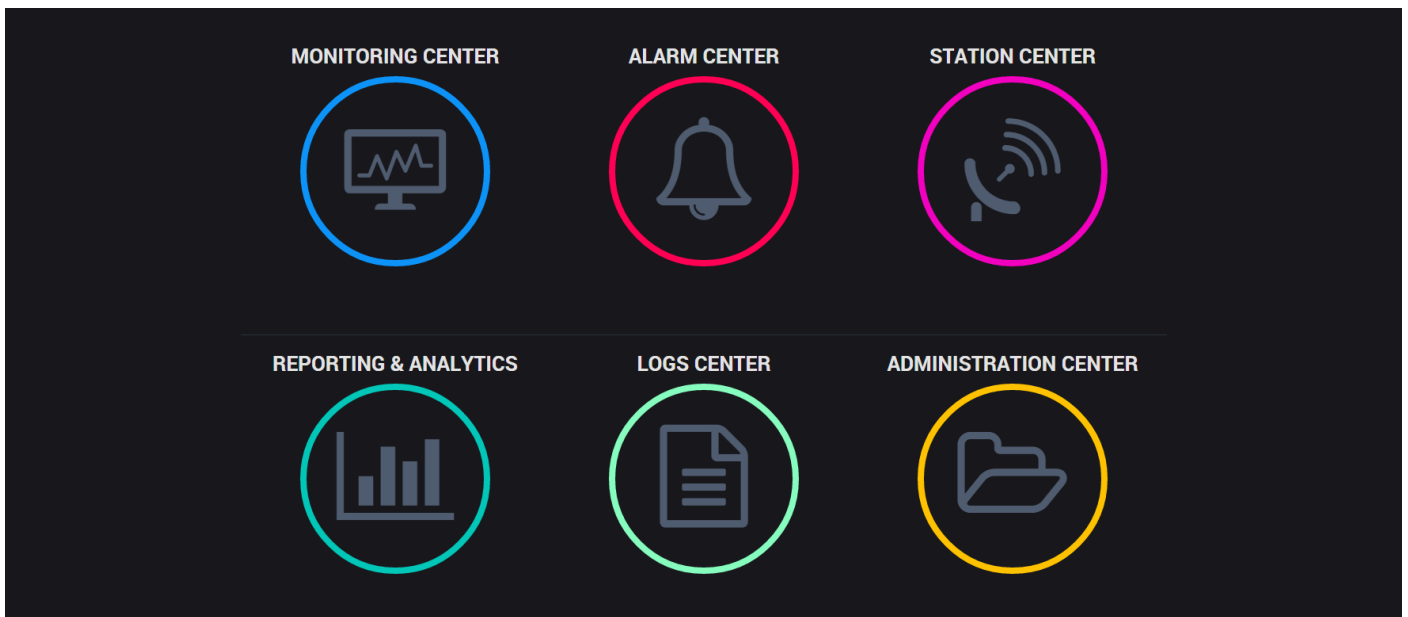 MONITORING CENTER
ALARM CENTER
STATION CENTER
REPORTING & ANALYTICS
LOGS CENTER
ADMINISTRATION CENTER